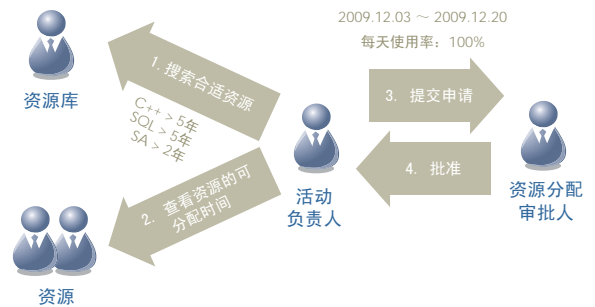 2009.12.03 ～ 2009.12.20
每天使用率：100%
1. 搜索合适资源
C++ > 5年
SQL > 5年
SA > 2年
资源库
3. 提交申请
4. 批准
活动
负责人
资源分配
审批人
2. 查看资源的可
分配时间
资源